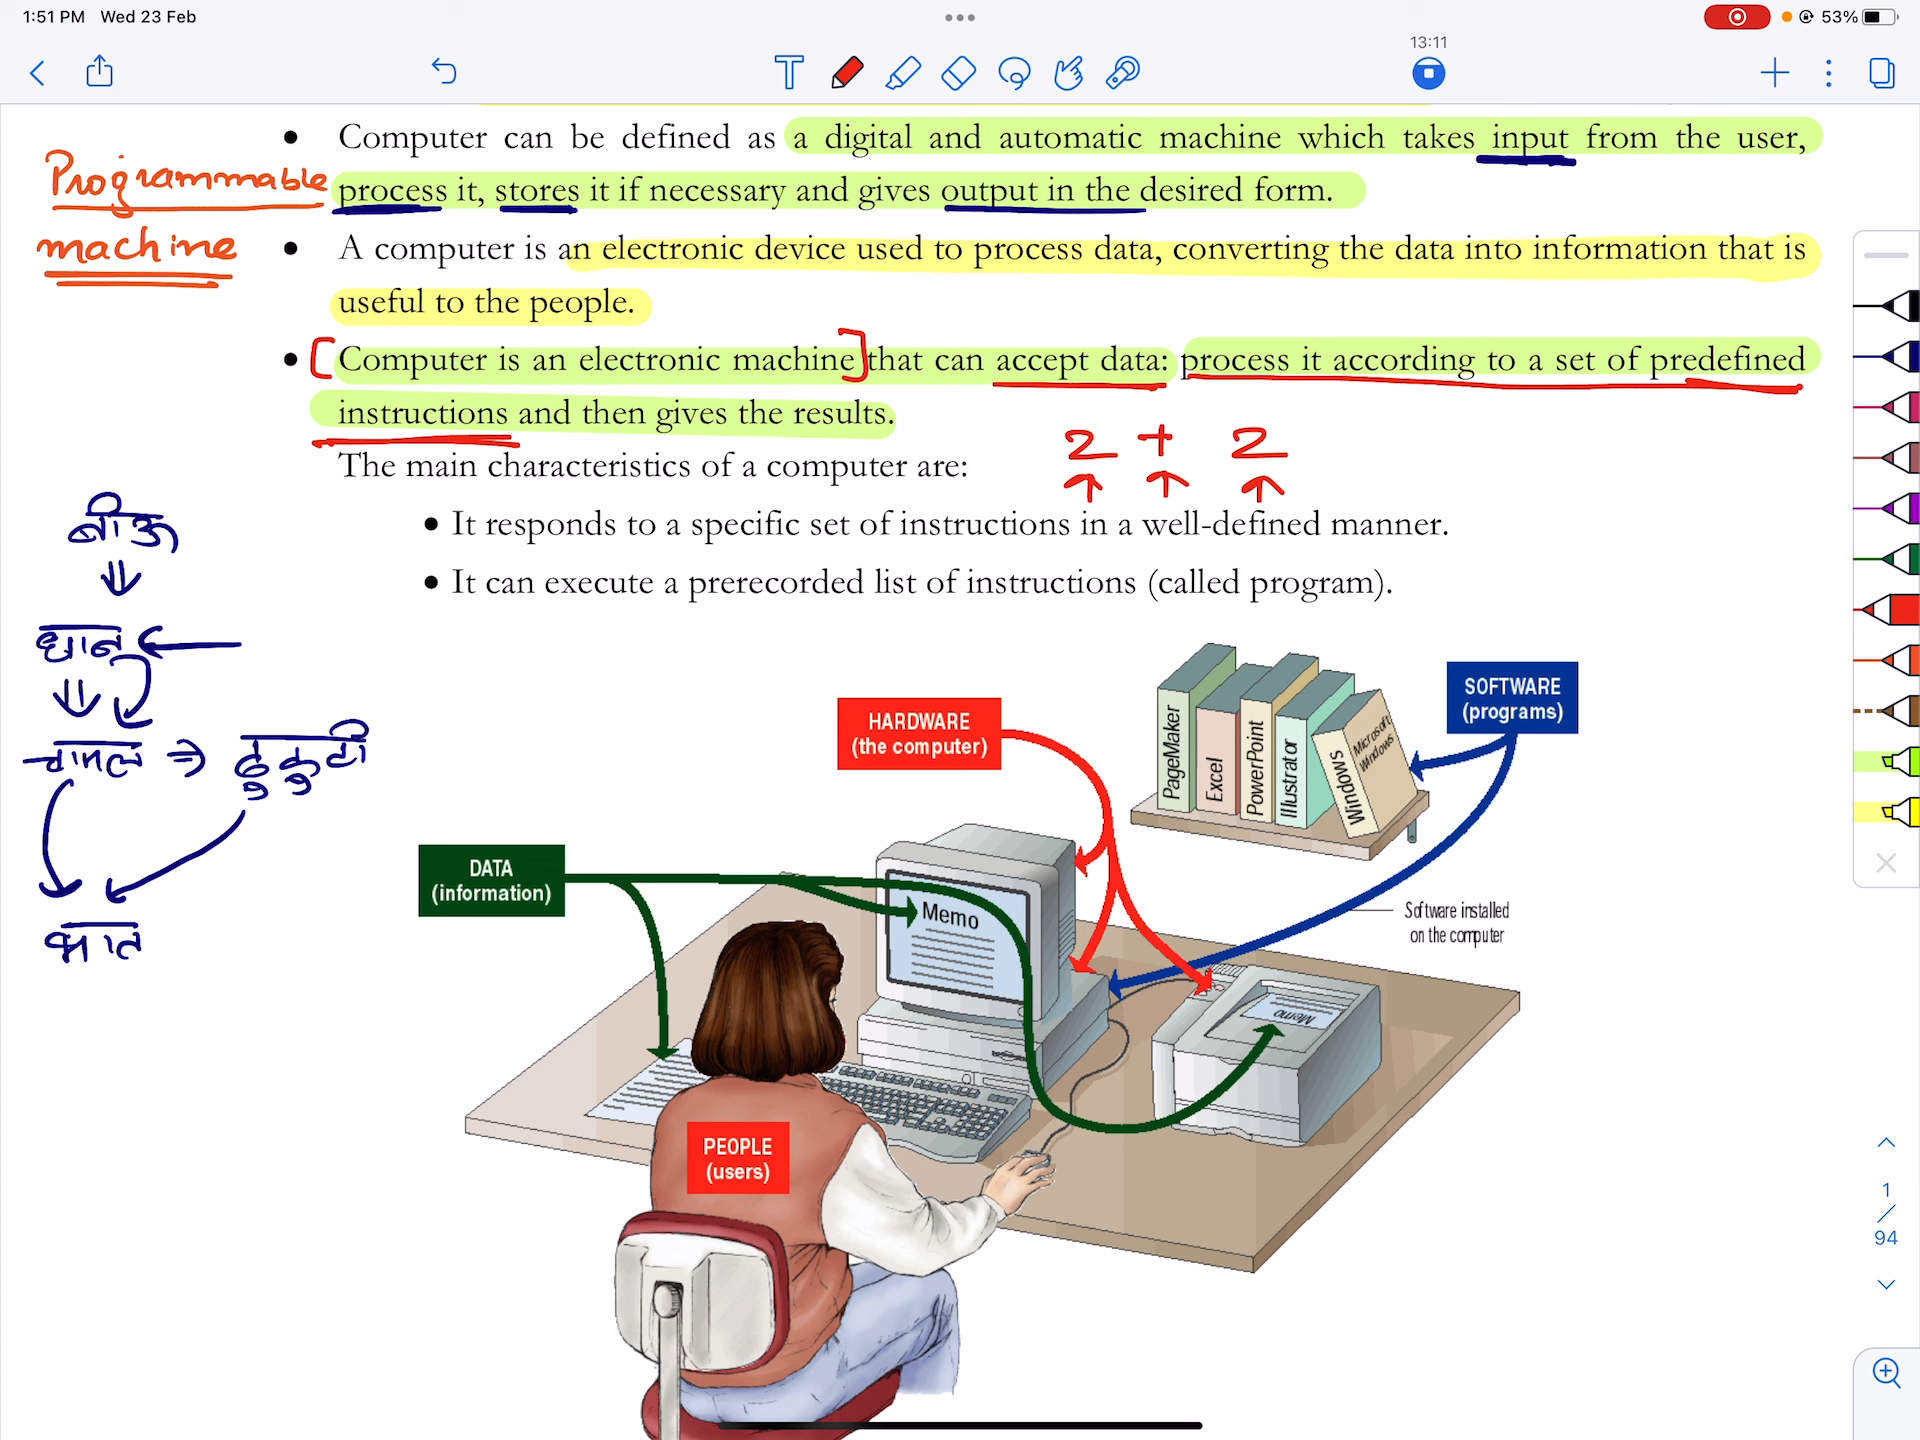 1:51 PM Wed 23 Feb
53%
13:11
Programmable
machine
• Computer can be defined as a digital and automatic machine which takes input from the user,
process it, stores it if necessary and gives output in the desired form.
• A computer is an electronic device used to process data, converting the data into information that is
useful to the people.
• [Computer is an electronic machine] that can accept data: process it according to a set of predefined
instructions and then gives the results.
2 + 2
The main characteristics of a computer are:
• It responds to a specific set of instructions in a well-defined manner.
• It can execute a prerecorded list of instructions (called program).
बीऊ
धान
चामल ⇒ ढुकुटी
भात
HARDWARE
(the computer)
PageMaker
Excel
PowerPoint
Illustrator
Windows
Microsoft
Windows
SOFTWARE
(programs)
DATA
(information)
Memo
Software installed
on the computer
Memo
PEOPLE
(users)
1
/
94